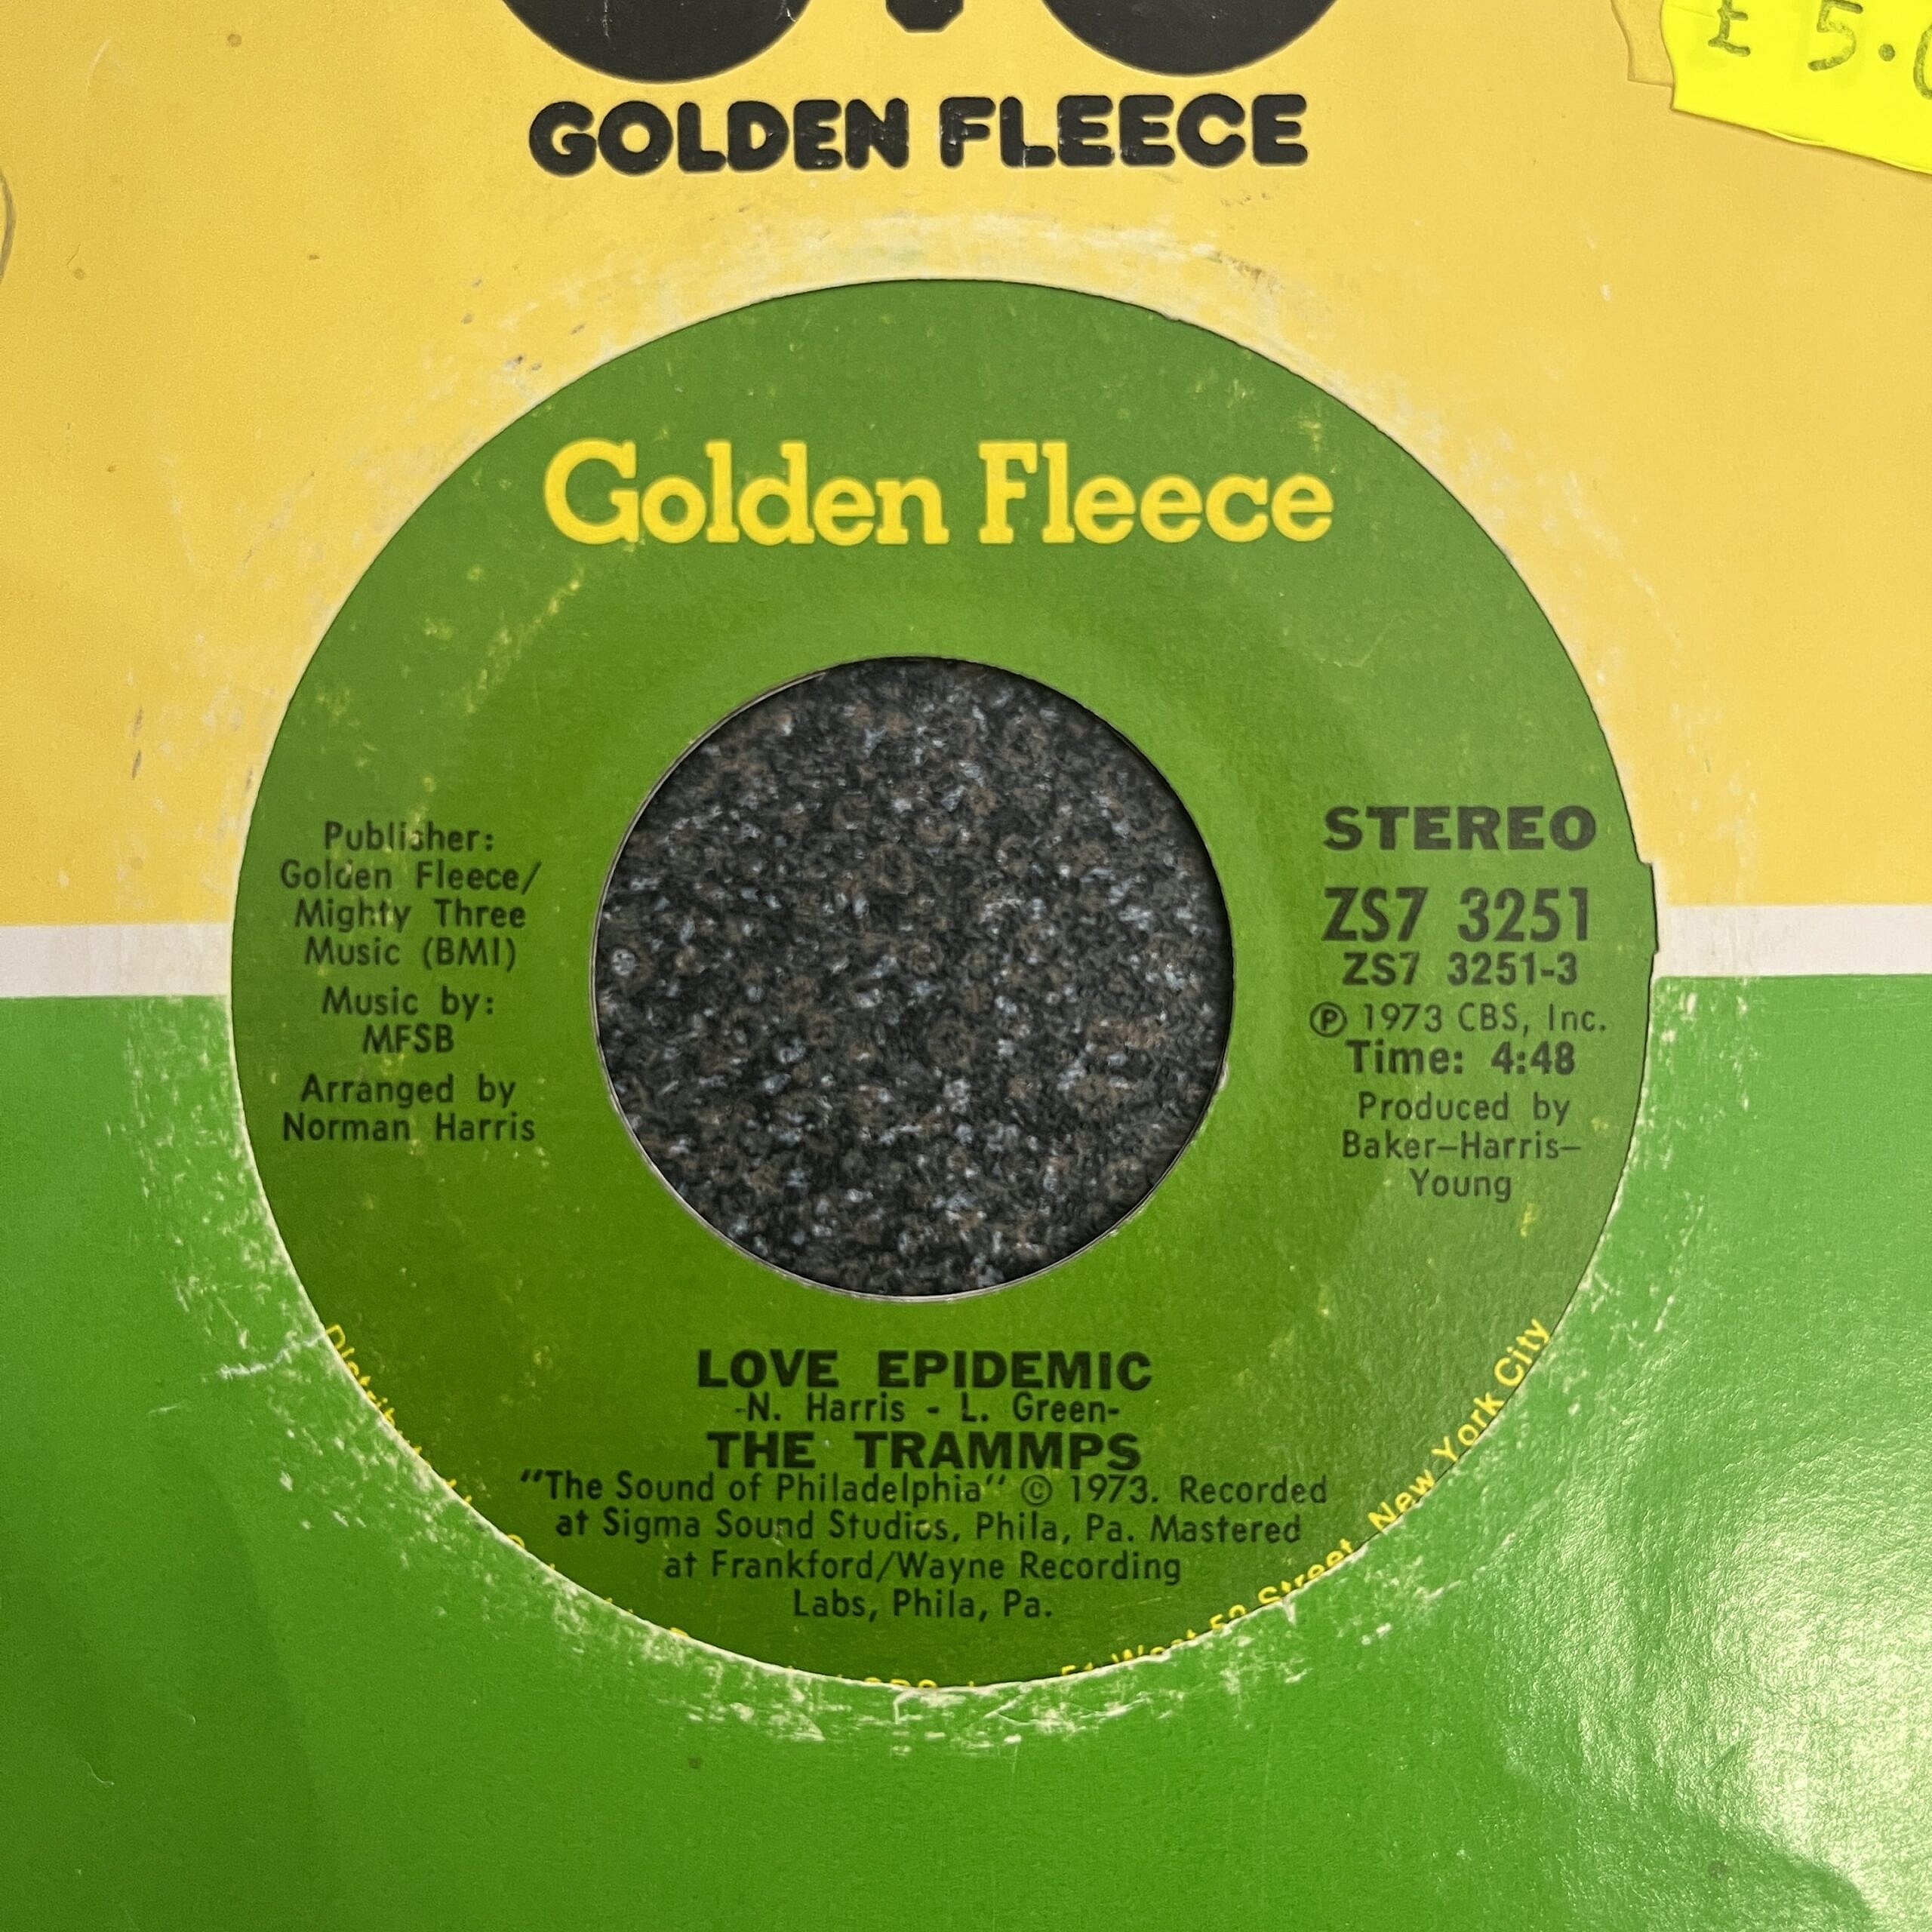 £ 5.
GOLDEN FLEECE
Golden Fleece
Publisher:
Golden Fleece/
Mighty Three
Music (BMI)
Music by:
MFSB
Arranged by
Norman Harris
STEREO
ZS7 3251
ZS7 3251-3
Ⓟ 1973 CBS, Inc.
Time: 4:48
Produced by
Baker—Harris—
Young
LOVE EPIDEMIC
-N. Harris - L. Green-
THE TRAMMPS
"The Sound of Philadelphia" © 1973. Recorded
at Sigma Sound Studios, Phila, Pa. Mastered
at Frankford/Wayne Recording
Labs, Phila, Pa.
51 West 52 Street, New York City